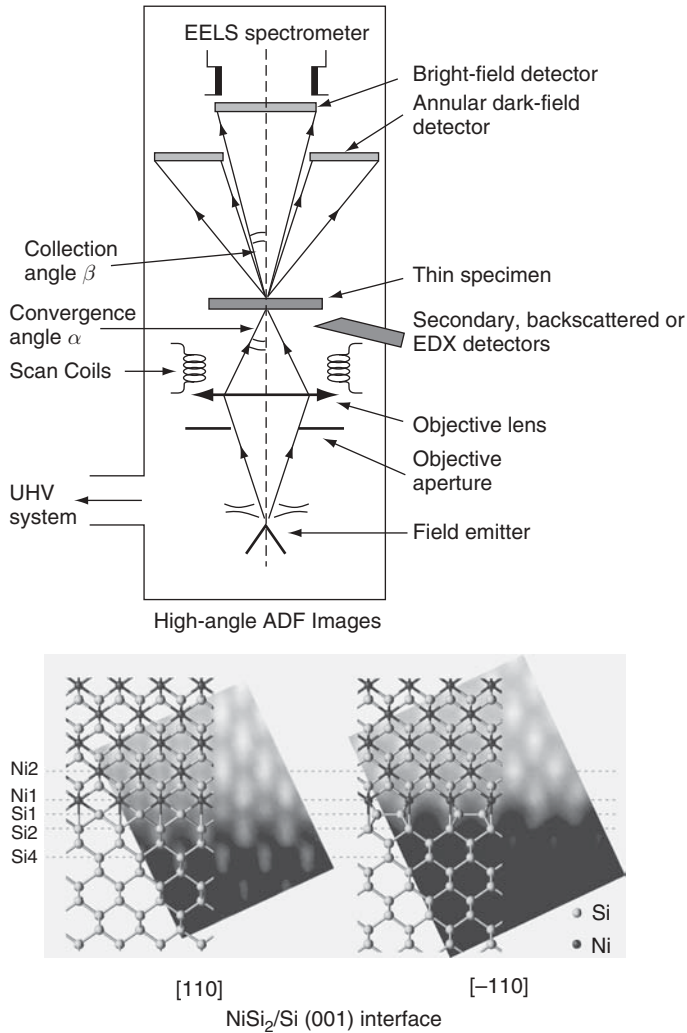 EELS spectrometer
Bright-field detector
Annular dark-field
detector
Collection
angle β
Thin specimen
Convergence
angle α
Secondary, backscattered or
EDX detectors
Scan Coils
Objective lens
Objective
aperture
UHV
system
Field emitter
High-angle ADF Images
Ni2
Ni1
Si1
Si2
Si4
Si
Ni
[110]
[−110]
NiSi₂/Si (001) interface